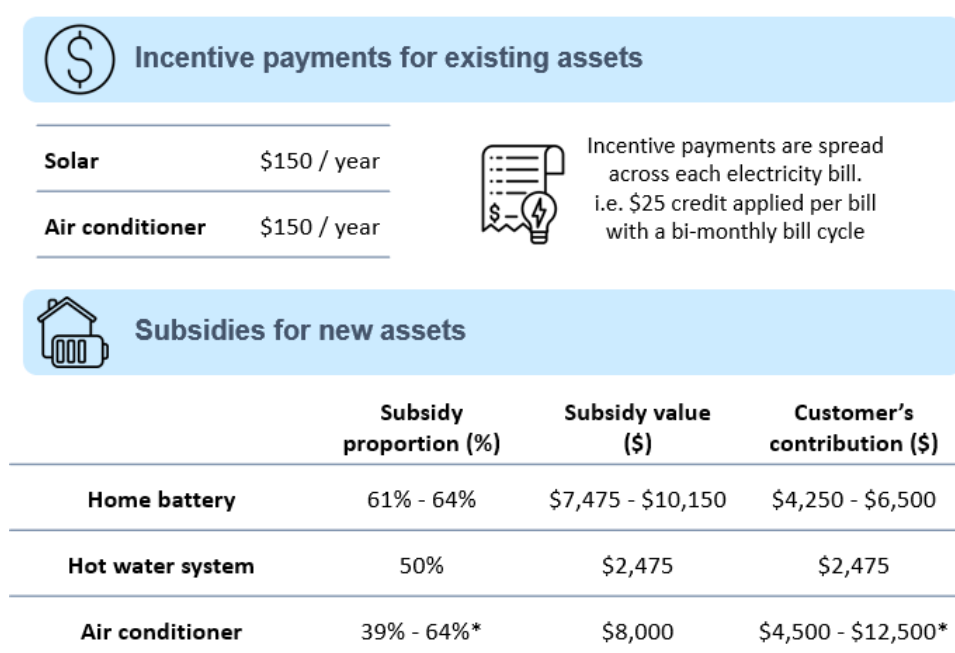 Incentive payments for existing assets
Solar $150 / year
Air conditioner $150 / year
Incentive payments are spread
across each electricity bill.
i.e. $25 credit applied per bill
with a bi-monthly bill cycle
$
Subsidies for new assets
Subsidy proportion (%) Subsidy value ($) Customer’s contribution ($)
Home battery 61% - 64% $7,475 - $10,150 $4,250 - $6,500
Hot water system 50% $2,475 $2,475
Air conditioner 39% - 64%* $8,000 $4,500 - $12,500*